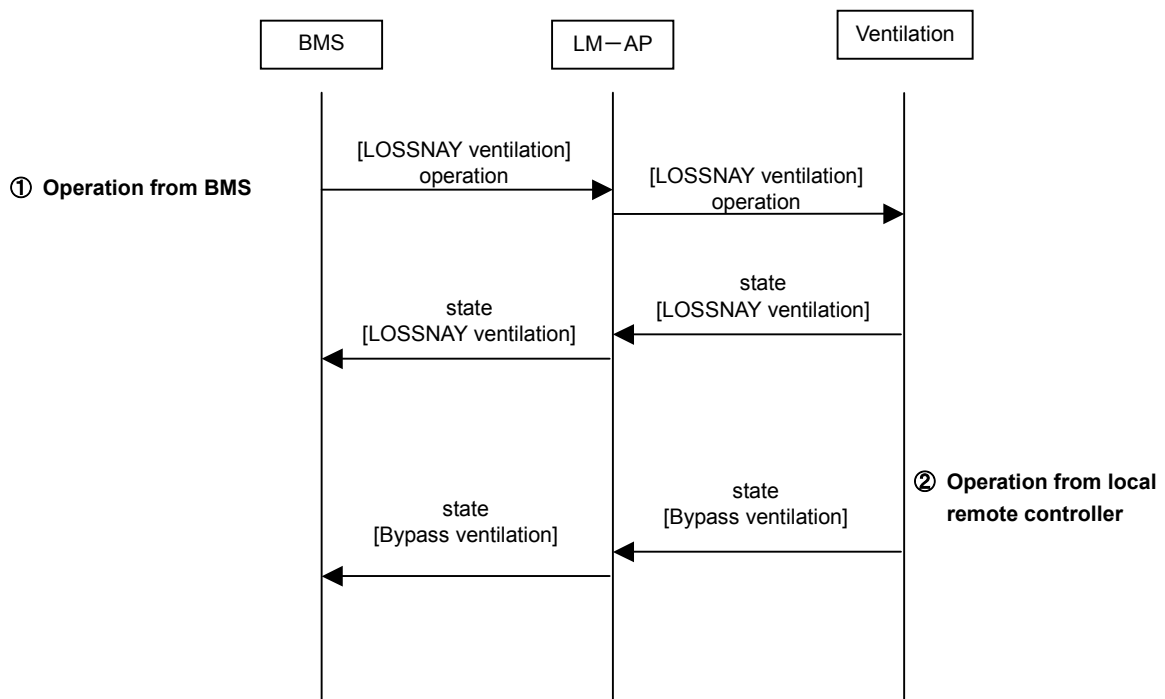 BMS
LM－AP
Ventilation
[LOSSNAY ventilation]
operation
① Operation from BMS
[LOSSNAY ventilation]
operation
state
[LOSSNAY ventilation]
state
[LOSSNAY ventilation]
② Operation from local
remote controller
state
[Bypass ventilation]
state
[Bypass ventilation]